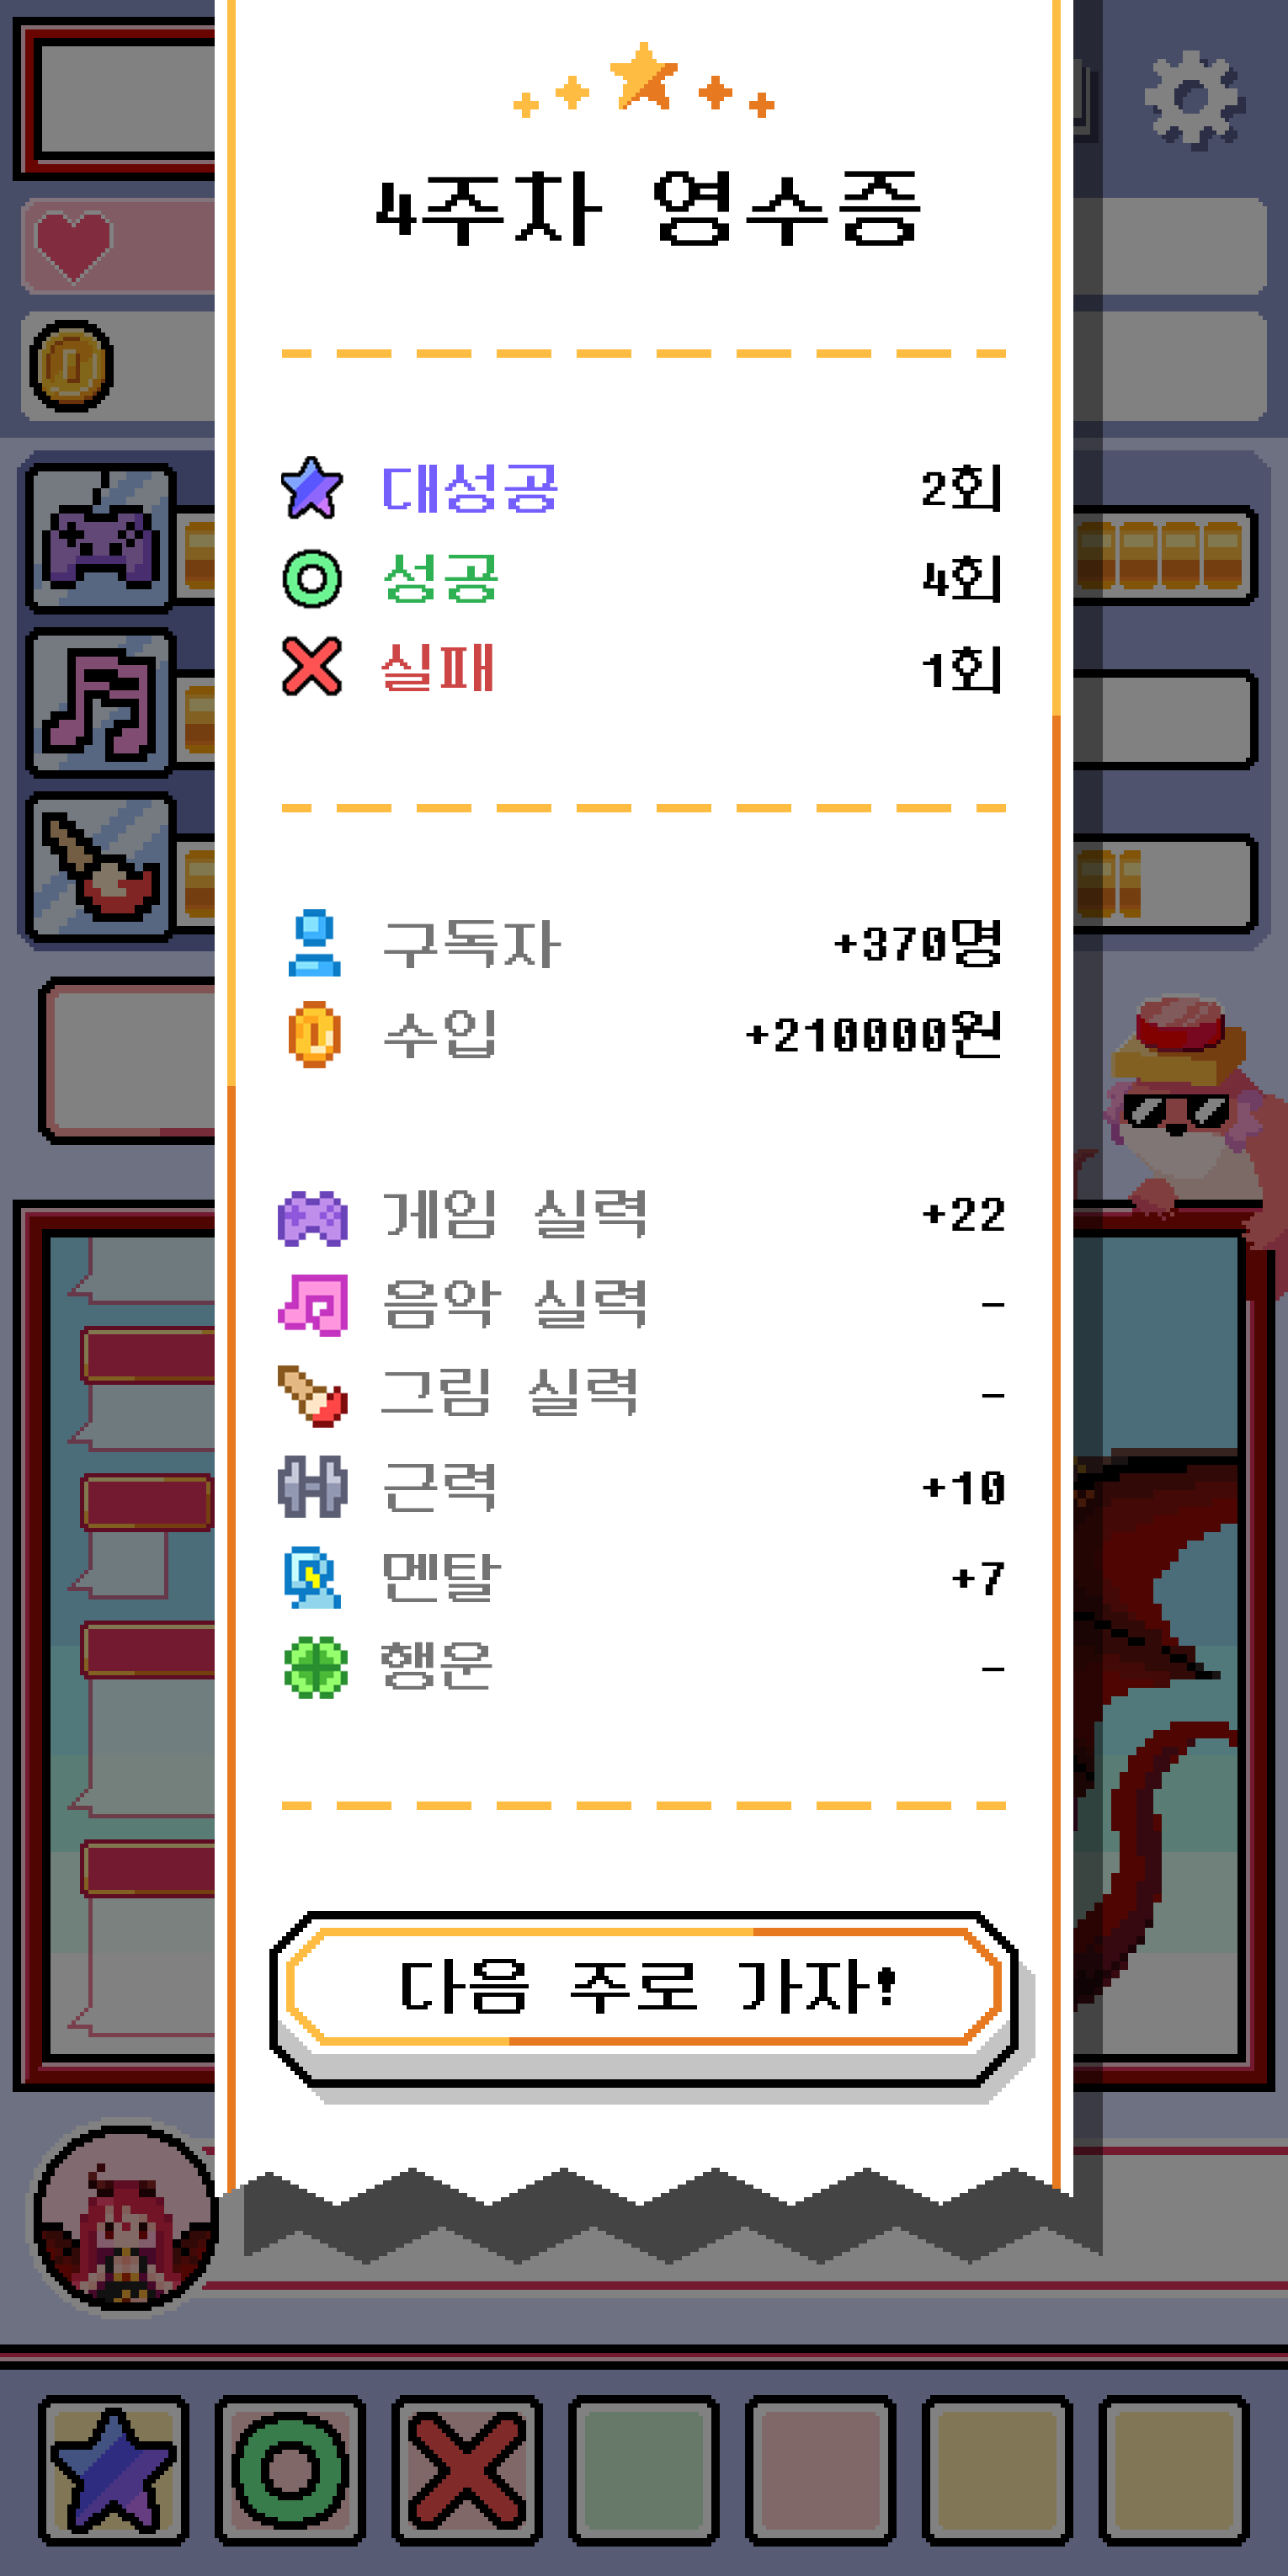 4주차 영수증
대성공 2회
성공 4회
실패 1회
구독자 +370명
수입 +210000원
게임 실력 +22
음악 실력 -
그림 실력 -
근력 +10
멘탈 +7
행운 -
다음 주로 가자!